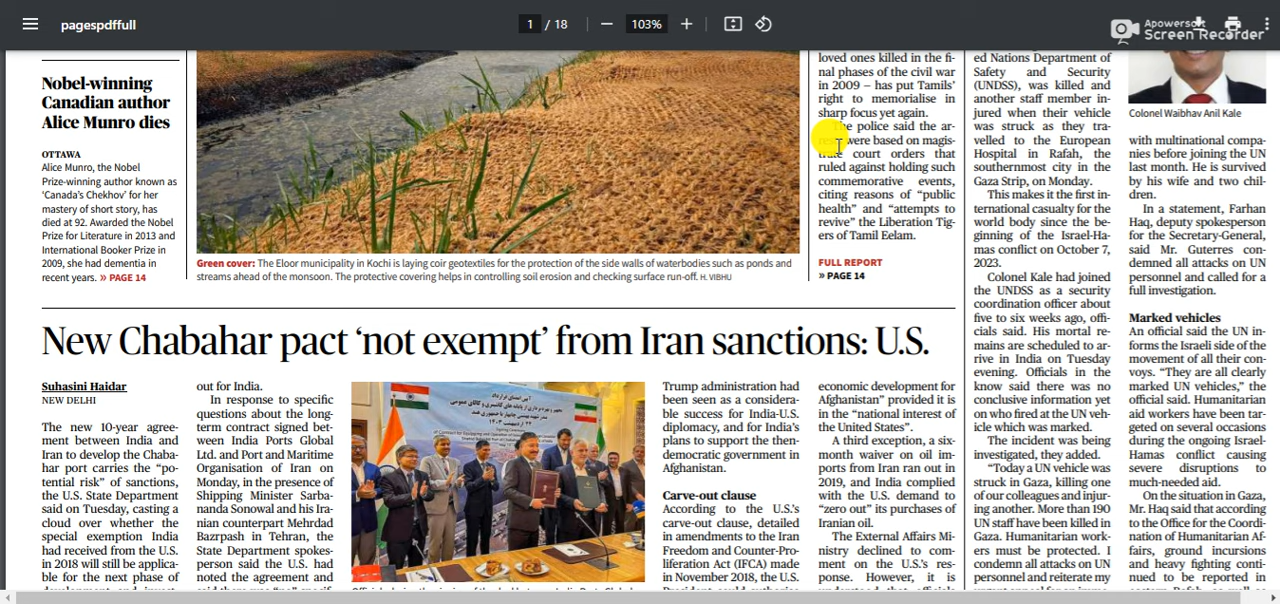 pagespdffull
1 / 18
103%
Apowersoft
Screen Recorder
Nobel-winning
Canadian author
Alice Munro dies
OTTAWA
Alice Munro, the Nobel
Prize-winning author known as
‘Canada’s Chekhov’ for her
mastery of short story, has
died at 92. Awarded the Nobel
Prize for Literature in 2013 and
International Booker Prize in
2009, she had dementia in
recent years. » PAGE 14
Green cover: The Eloor municipality in Kochi is laying coir geotextiles for the protection of the side walls of waterbodies such as ponds and
streams ahead of the monsoon. The protective covering helps in controlling soil erosion and checking surface run-off. H. VIBHU
loved ones killed in the fi-
nal phases of the civil war
in 2009 – has put Tamils’
right to memorialise in
sharp focus yet again.
The police said the ar-
were based on magis-
court orders that
ruled against holding such
commemorative events,
citing reasons of “public
health” and “attempts to
revive” the Liberation Tig-
ers of Tamil Eelam.
FULL REPORT
» PAGE 14
New Chabahar pact ‘not exempt’ from Iran sanctions: U.S.
Suhasini Haidar
NEW DELHI
The new 10-year agree-
ment between India and
Iran to develop the Chaba-
har port carries the “po-
tential risk” of sanctions,
the U.S. State Department
said on Tuesday, casting a
cloud over whether the
special exemption India
had received from the U.S.
in 2018 will still be applica-
ble for the next phase of
development and invest-
out for India.
In response to specific
questions about the long-
term contract signed bet-
ween India Ports Global
Ltd. and Port and Maritime
Organisation of Iran on
Monday, in the presence of
Shipping Minister Sarba-
nanda Sonowal and his Ira-
nian counterpart Mehrdad
Bazrpash in Tehran, the
State Department spokes-
person said the U.S. had
noted the agreement and
Trump administration had
been seen as a considera-
ble success for India-U.S.
diplomacy, and for India’s
plans to support the then-
democratic government in
Afghanistan.
Carve-out clause
According to the U.S.’s
carve-out clause, detailed
in amendments to the Iran
Freedom and Counter-Pro-
liferation Act (IFCA) made
in November 2018, the U.S.
President could authorise
economic development for
Afghanistan” provided it is
in the “national interest of
the United States”.
A third exception, a six-
month waiver on oil im-
ports from Iran ran out in
2019, and India complied
with the U.S. demand to
“zero out” its purchases of
Iranian oil.
The External Affairs Mi-
nistry declined to com-
ment on the U.S.’s res-
ponse. However, it is
understood that officials
ed Nations Department of
Safety and Security
(UNDSS), was killed and
another staff member in-
jured when their vehicle
was struck as they tra-
velled to the European
Hospital in Rafah, the
southernmost city in the
Gaza Strip, on Monday.
This makes it the first in-
ternational casualty for the
world body since the be-
ginning of the Israel-Ha-
mas conflict on October 7,
2023.
Colonel Kale had joined
the UNDSS as a security
coordination officer about
five to six weeks ago, offi-
cials said. His mortal re-
mains are scheduled to ar-
rive in India on Tuesday
evening. Officials in the
know said there was no
conclusive information yet
on who fired at the UN veh-
icle which was marked.
The incident was being
investigated, they added.
“Today a UN vehicle was
struck in Gaza, killing one
of our colleagues and injur-
ing another. More than 190
UN staff have been killed in
Gaza. Humanitarian work-
ers must be protected. I
condemn all attacks on UN
personnel and reiterate my
Colonel Waibhav Anil Kale
with multinational compa-
nies before joining the UN
last month. He is survived
by his wife and two chil-
dren.
In a statement, Farhan
Haq, deputy spokesperson
for the Secretary-General,
said Mr. Guterres con-
demned all attacks on UN
personnel and called for a
full investigation.
Marked vehicles
An official said the UN in-
forms the Israeli side of the
movement of all their con-
voys. “They are all clearly
marked UN vehicles,” the
official said. Humanitarian
aid workers have been tar-
geted on several occasions
during the ongoing Israel-
Hamas conflict causing
severe disruptions to
much-needed aid.
On the situation in Gaza,
Mr. Haq said that according
to the Office for the Coordi-
nation of Humanitarian Af-
fairs, ground incursions
and heavy fighting conti-
nued to be reported in